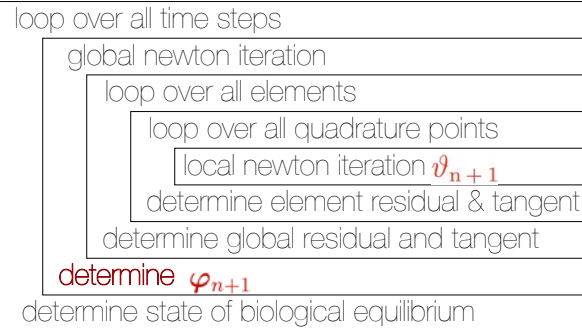 loop over all time steps
global newton iteration
loop over all elements
loop over all quadrature points
local newton iteration ϑn + 1
determine element residual & tangent
determine global residual and tangent
determine φn+1
determine state of biological equilibrium